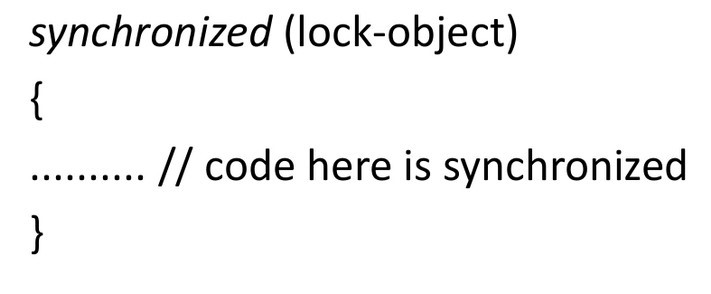 synchronized (lock-object)
{
.......... // code here is synchronized
}